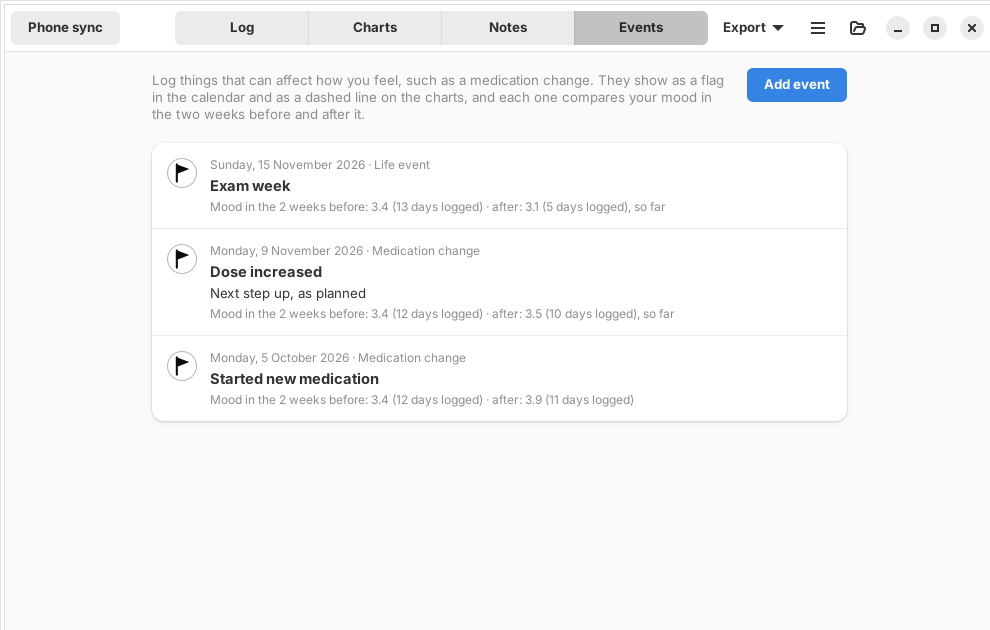 Phone sync
Log
Charts
Notes
Events
Export
Log things that can affect how you feel, such as a medication change. They show as a flag
in the calendar and as a dashed line on the charts, and each one compares your mood in
the two weeks before and after it.
Add event
Sunday, 15 November 2026 · Life event
Exam week
Mood in the 2 weeks before: 3.4 (13 days logged) · after: 3.1 (5 days logged), so far
Monday, 9 November 2026 · Medication change
Dose increased
Next step up, as planned
Mood in the 2 weeks before: 3.4 (12 days logged) · after: 3.5 (10 days logged), so far
Monday, 5 October 2026 · Medication change
Started new medication
Mood in the 2 weeks before: 3.4 (12 days logged) · after: 3.9 (11 days logged)